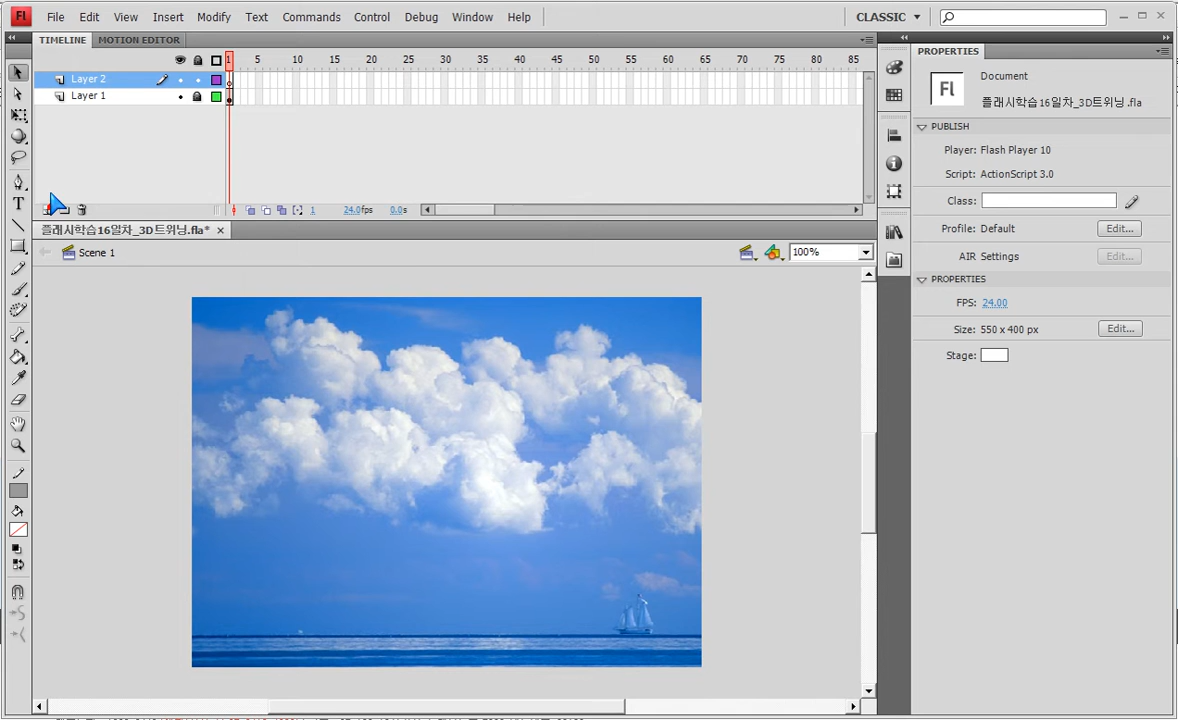 Fl File Edit View Insert Modify Text Commands Control Debug Window Help CLASSIC
TIMELINE MOTION EDITOR
1 5 10 15 20 25 30 35 40 45 50 55 60 65 70 75 80 85
Layer 2
Layer 1
1 24.0fps 0.0s
플래시학습16일차_3D트위닝.fla*
Scene 1
100%
PROPERTIES
Fl
Document
플래시학습16일차_3D트위닝.fla
PUBLISH
Player: Flash Player 10
Script: ActionScript 3.0
Class:
Profile: Default Edit...
AIR Settings Edit...
PROPERTIES
FPS: 24.00
Size: 550 x 400 px Edit...
Stage: